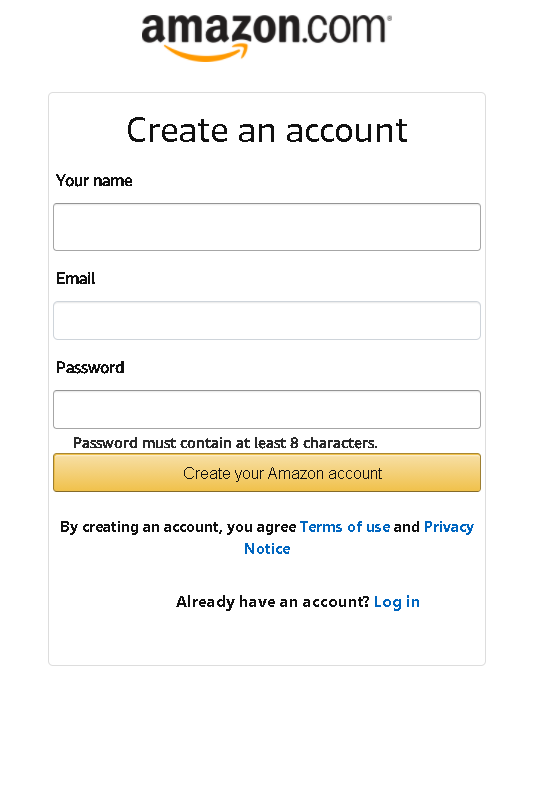 amazon.com
Create an account
Your name
Email
Password
Password must contain at least 8 characters.
Create your Amazon account
By creating an account, you agree Terms of use and Privacy
Notice
Already have an account? Log in